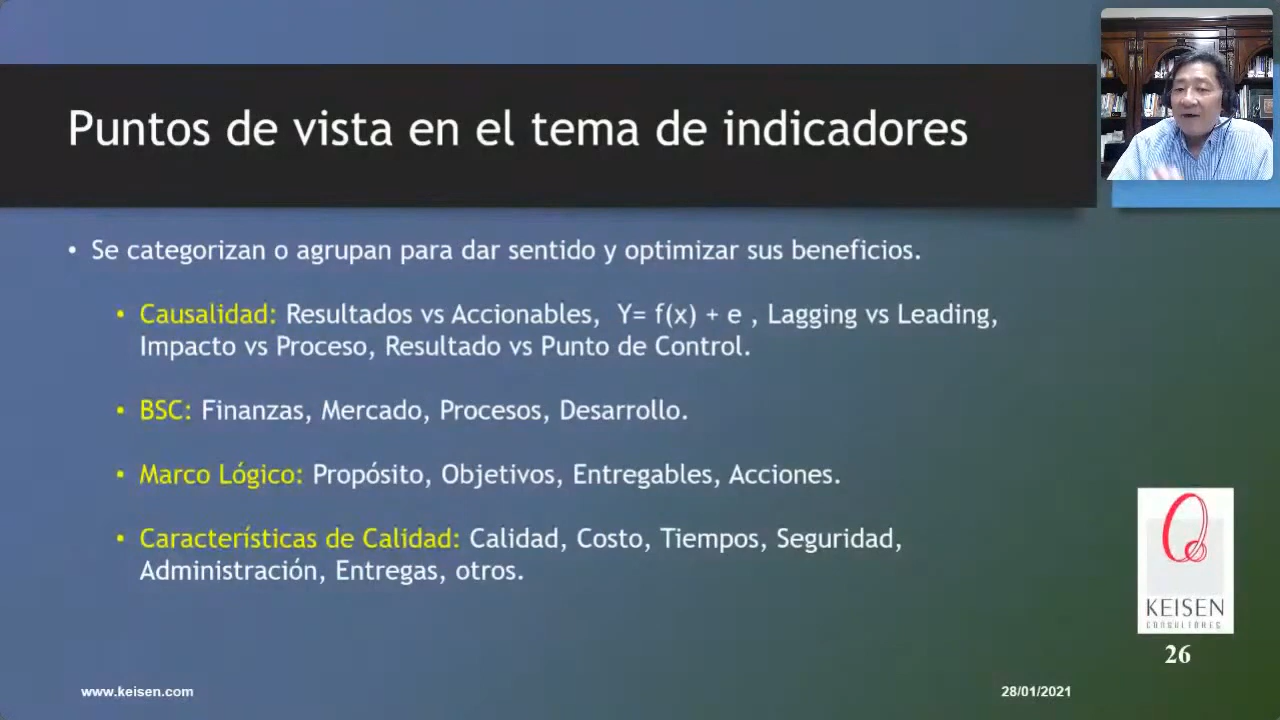 Puntos de vista en el tema de indicadores
• Se categorizan o agrupan para dar sentido y optimizar sus beneficios.
• Causalidad: Resultados vs Accionables,  Y= f(x) + e , Lagging vs Leading,
Impacto vs Proceso, Resultado vs Punto de Control.
• BSC: Finanzas, Mercado, Procesos, Desarrollo.
• Marco Lógico: Propósito, Objetivos, Entregables, Acciones.
• Características de Calidad: Calidad, Costo, Tiempos, Seguridad,
Administración, Entregas, otros.
KEISEN
CONSULTORES
26
www.keisen.com
28/01/2021